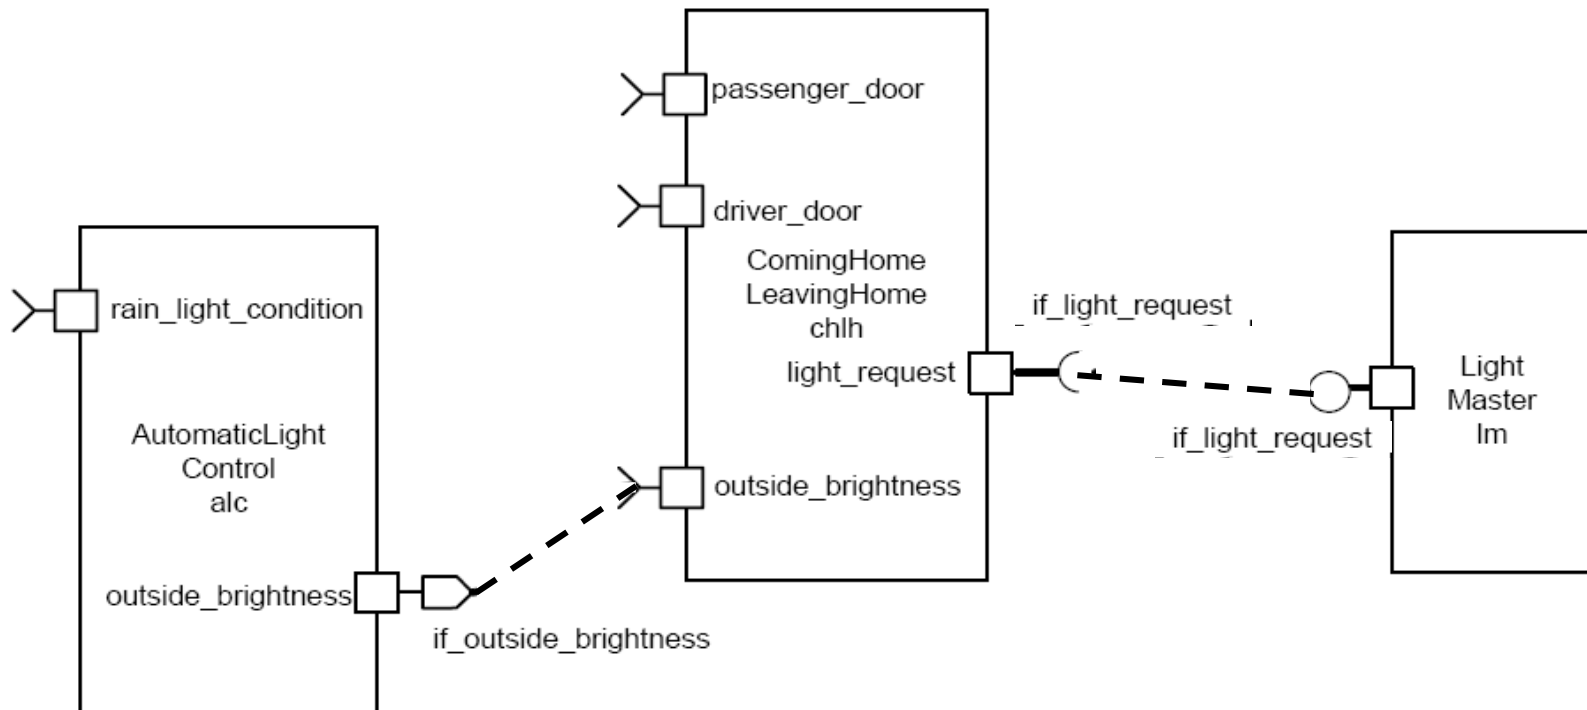 passenger_door
driver_door
ComingHome
LeavingHome
chlh
light_request
outside_brightness
rain_light_condition
AutomaticLight
Control
alc
outside_brightness
if_outside_brightness
if_light_request
if_light_request
Light
Master
lm